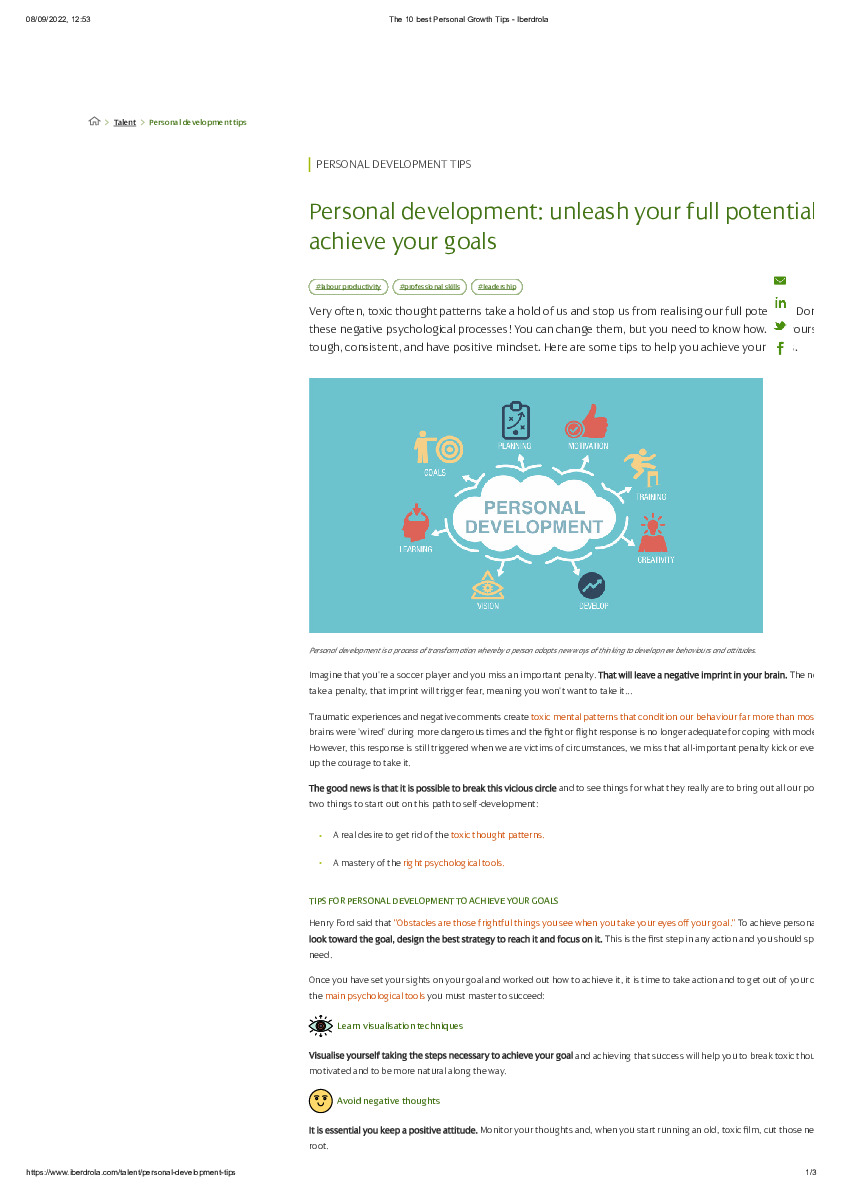 08/09/2022, 12:53
The 10 best Personal Growth Tips - Iberdrola
Talent
Personal development tips
PERSONAL DEVELOPMENT TIPS
Personal development: unleash your full potential
achieve your goals
#labour productivity #professional skills #leadership
Very often, toxic thought patterns take a hold of us and stop us from realising our full pote Don
these negative psychological processes! You can change them, but you need to know how. ours
tough, consistent, and have positive mindset. Here are some tips to help you achieve your .
PLANNING
MOTIVATION
GOALS
TRAINING
PERSONAL
DEVELOPMENT
LEARNING
CREATIVITY
VISION
DEVELOP
Personal development is a process of transformation whereby a person adopts new ways of thinking to develop new behaviours and attitudes.
Imagine that you're a soccer player and you miss an important penalty. That will leave a negative imprint in your brain. The ne
take a penalty, that imprint will trigger fear, meaning you won't want to take it...
Traumatic experiences and negative comments create toxic mental patterns that condition our behaviour far more than mos
brains were 'wired' during more dangerous times and the fight or flight response is no longer adequate for coping with mode
However, this response is still triggered when we are victims of circumstances, we miss that all-important penalty kick or eve
up the courage to take it.
The good news is that it is possible to break this vicious circle and to see things for what they really are to bring out all our po
two things to start out on this path to self-development:
• A real desire to get rid of the toxic thought patterns.
• A mastery of the right psychological tools.
TIPS FOR PERSONAL DEVELOPMENT TO ACHIEVE YOUR GOALS
Henry Ford said that "Obstacles are those frightful things you see when you take your eyes off your goal." To achieve persona
look toward the goal, design the best strategy to reach it and focus on it. This is the first step in any action and you should sp
need.
Once you have set your sights on your goal and worked out how to achieve it, it is time to take action and to get out of your c
the main psychological tools you must master to succeed:
Learn visualisation techniques
Visualise yourself taking the steps necessary to achieve your goal and achieving that success will help you to break toxic thou
motivated and to be more natural along the way.
Avoid negative thoughts
It is essential you keep a positive attitude. Monitor your thoughts and, when you start running an old, toxic film, cut those ne
root.
https://www.iberdrola.com/talent/personal-development-tips
1/3